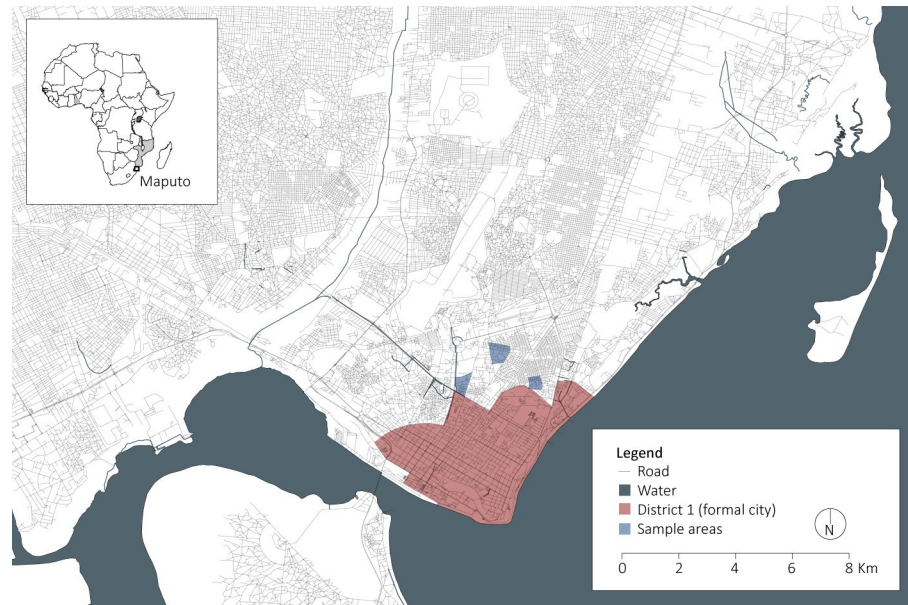 Maputo
Legend
Road
Water
District 1 (formal city)
Sample areas
N
0 2 4 6 8 Km